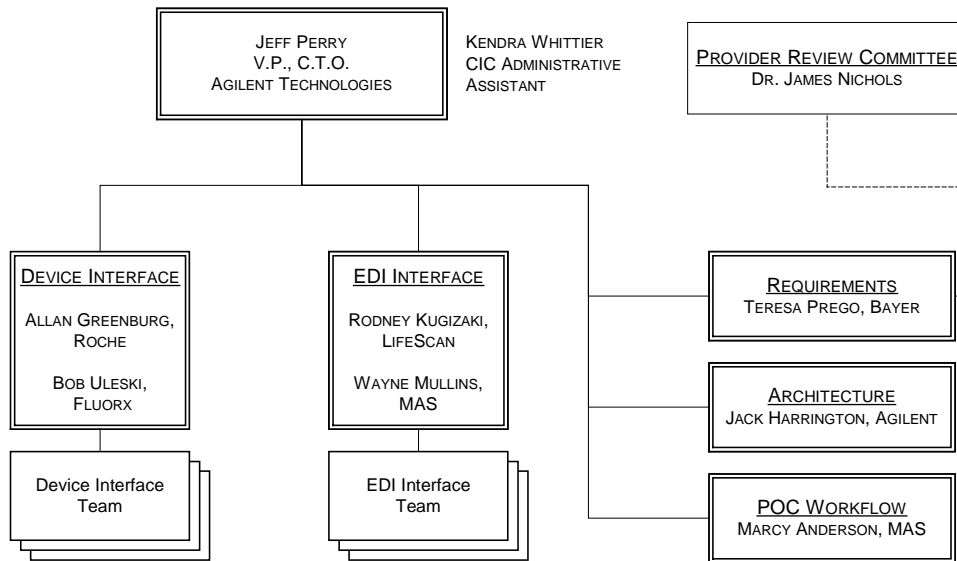 JEFF PERRY
V.P., C.T.O.
AGILENT TECHNOLOGIES
KENDRA WHITTIER
CIC ADMINISTRATIVE
ASSISTANT
PROVIDER REVIEW COMMITTEE
DR. JAMES NICHOLS
DEVICE INTERFACE
ALLAN GREENBURG,
ROCHE
BOB ULESKI,
FLUORX
EDI INTERFACE
RODNEY KUGIZAKI,
LIFESCAN
WAYNE MULLINS,
MAS
REQUIREMENTS
TERESA PREGO, BAYER
ARCHITECTURE
JACK HARRINGTON, AGILENT
POC WORKFLOW
MARCY ANDERSON, MAS
Device Interface
Team
EDI Interface
Team